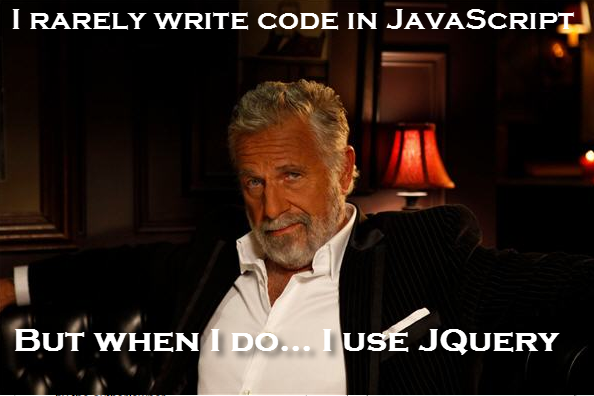 I rarely write code in JavaScript
But when I do... I use JQuery